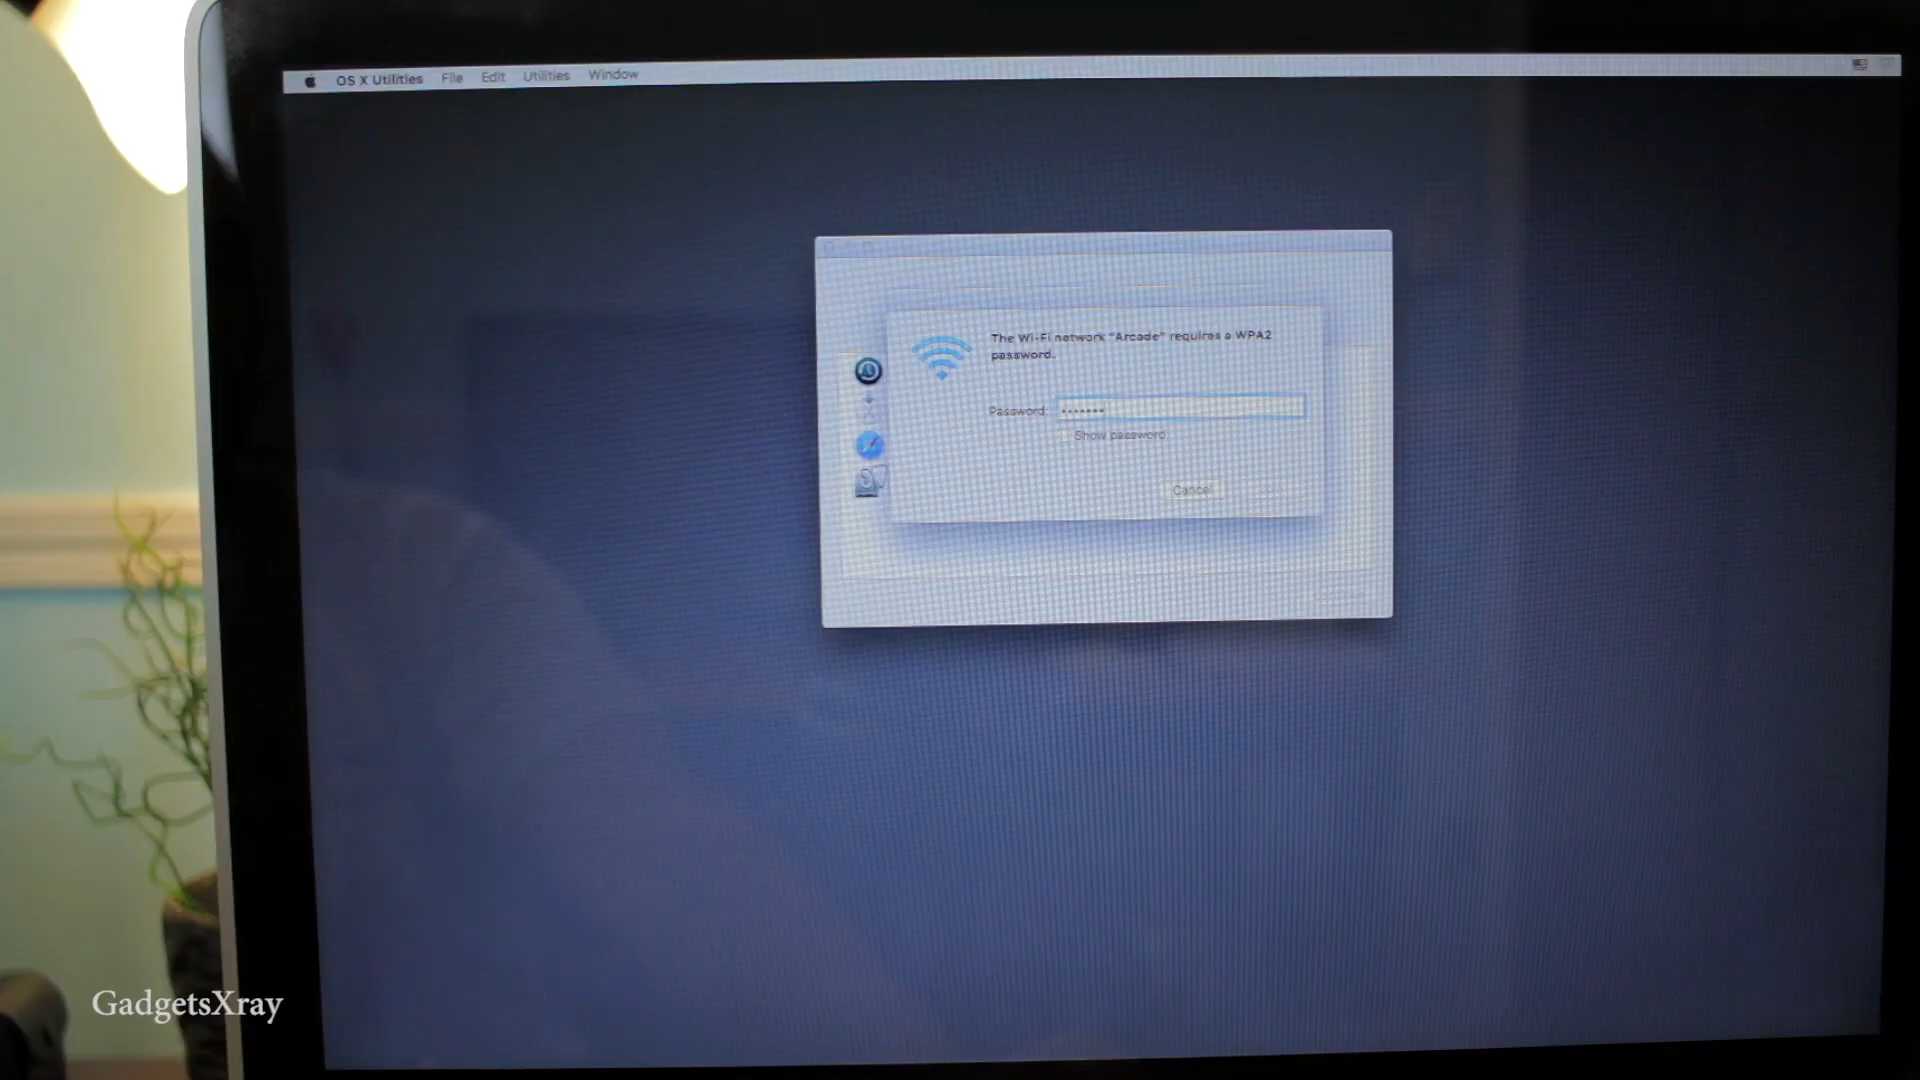 OS X Utilities File Edit Utilities Window
The Wi-Fi network "Arcade" requires a WPA2
password.
Password: •••••••
Show password
Cancel
GadgetsXray